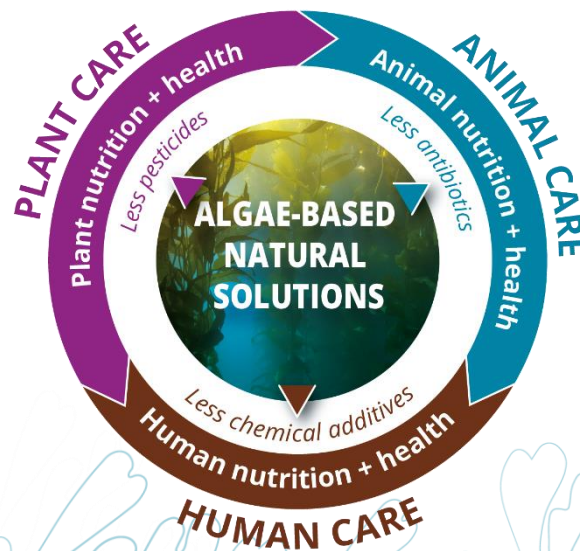 PLANT CARE
Plant nutrition + health
Less pesticides
ANIMAL CARE
Animal nutrition + health
Less antibiotics
ALGAE-BASED
NATURAL
SOLUTIONS
Less chemical additives
Human nutrition + health
HUMAN CARE